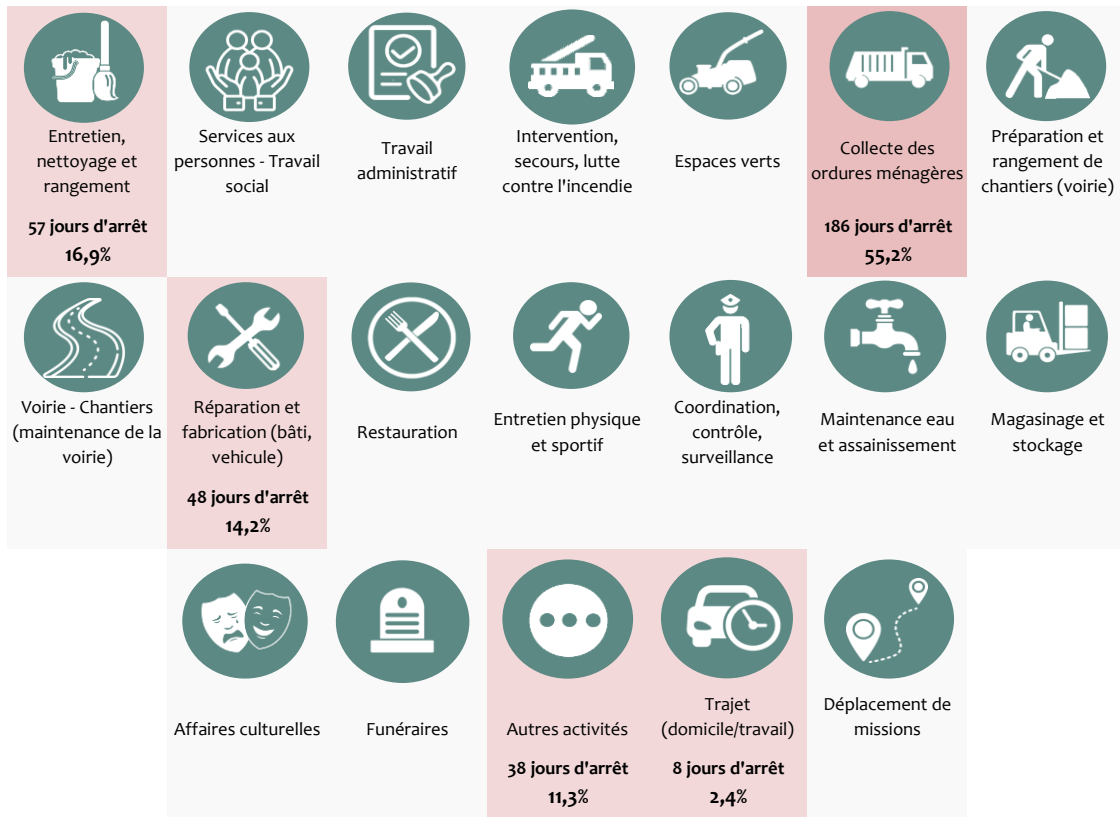 Entretien,
nettoyage et
rangement
57 jours d'arrêt
16,9%
Services aux
personnes - Travail
social
Travail
administratif
Intervention,
secours, lutte
contre l'incendie
Espaces verts
Collecte des
ordures ménagères
186 jours d'arrêt
55,2%
Préparation et
rangement de
chantiers (voirie)
Voirie - Chantiers
(maintenance de la
voirie)
Réparation et
fabrication (bâti,
vehicule)
48 jours d'arrêt
14,2%
Restauration
Entretien physique
et sportif
Coordination,
contrôle,
surveillance
Maintenance eau
et assainissement
Magasinage et
stockage
Affaires culturelles
Funéraires
Autres activités
38 jours d'arrêt
11,3%
Trajet
(domicile/travail)
8 jours d'arrêt
2,4%
Déplacement de
missions